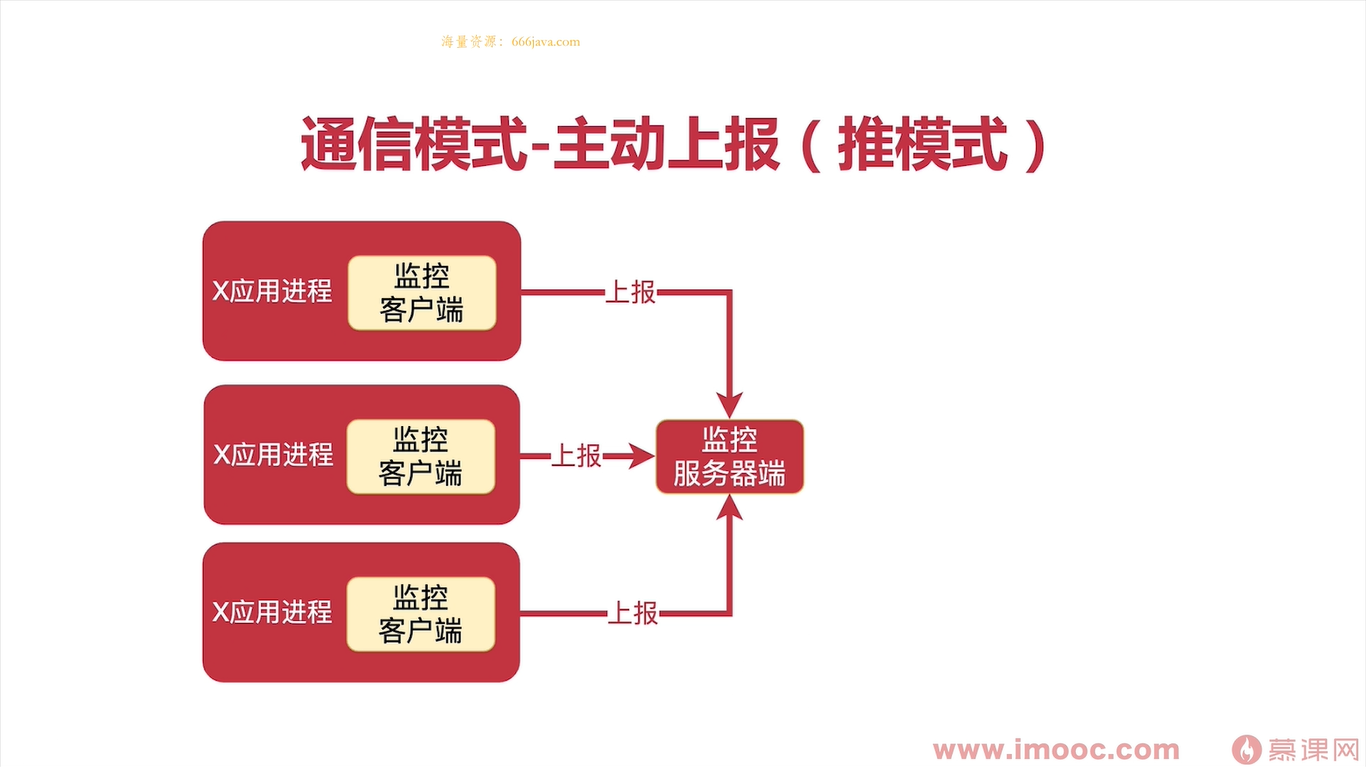 海量资源：666java.com
通信模式-主动上报（推模式）
X应用进程
监控
客户端
上报
X应用进程
监控
客户端
上报
监控
服务器端
X应用进程
监控
客户端
上报
www.imooc.com
慕课网